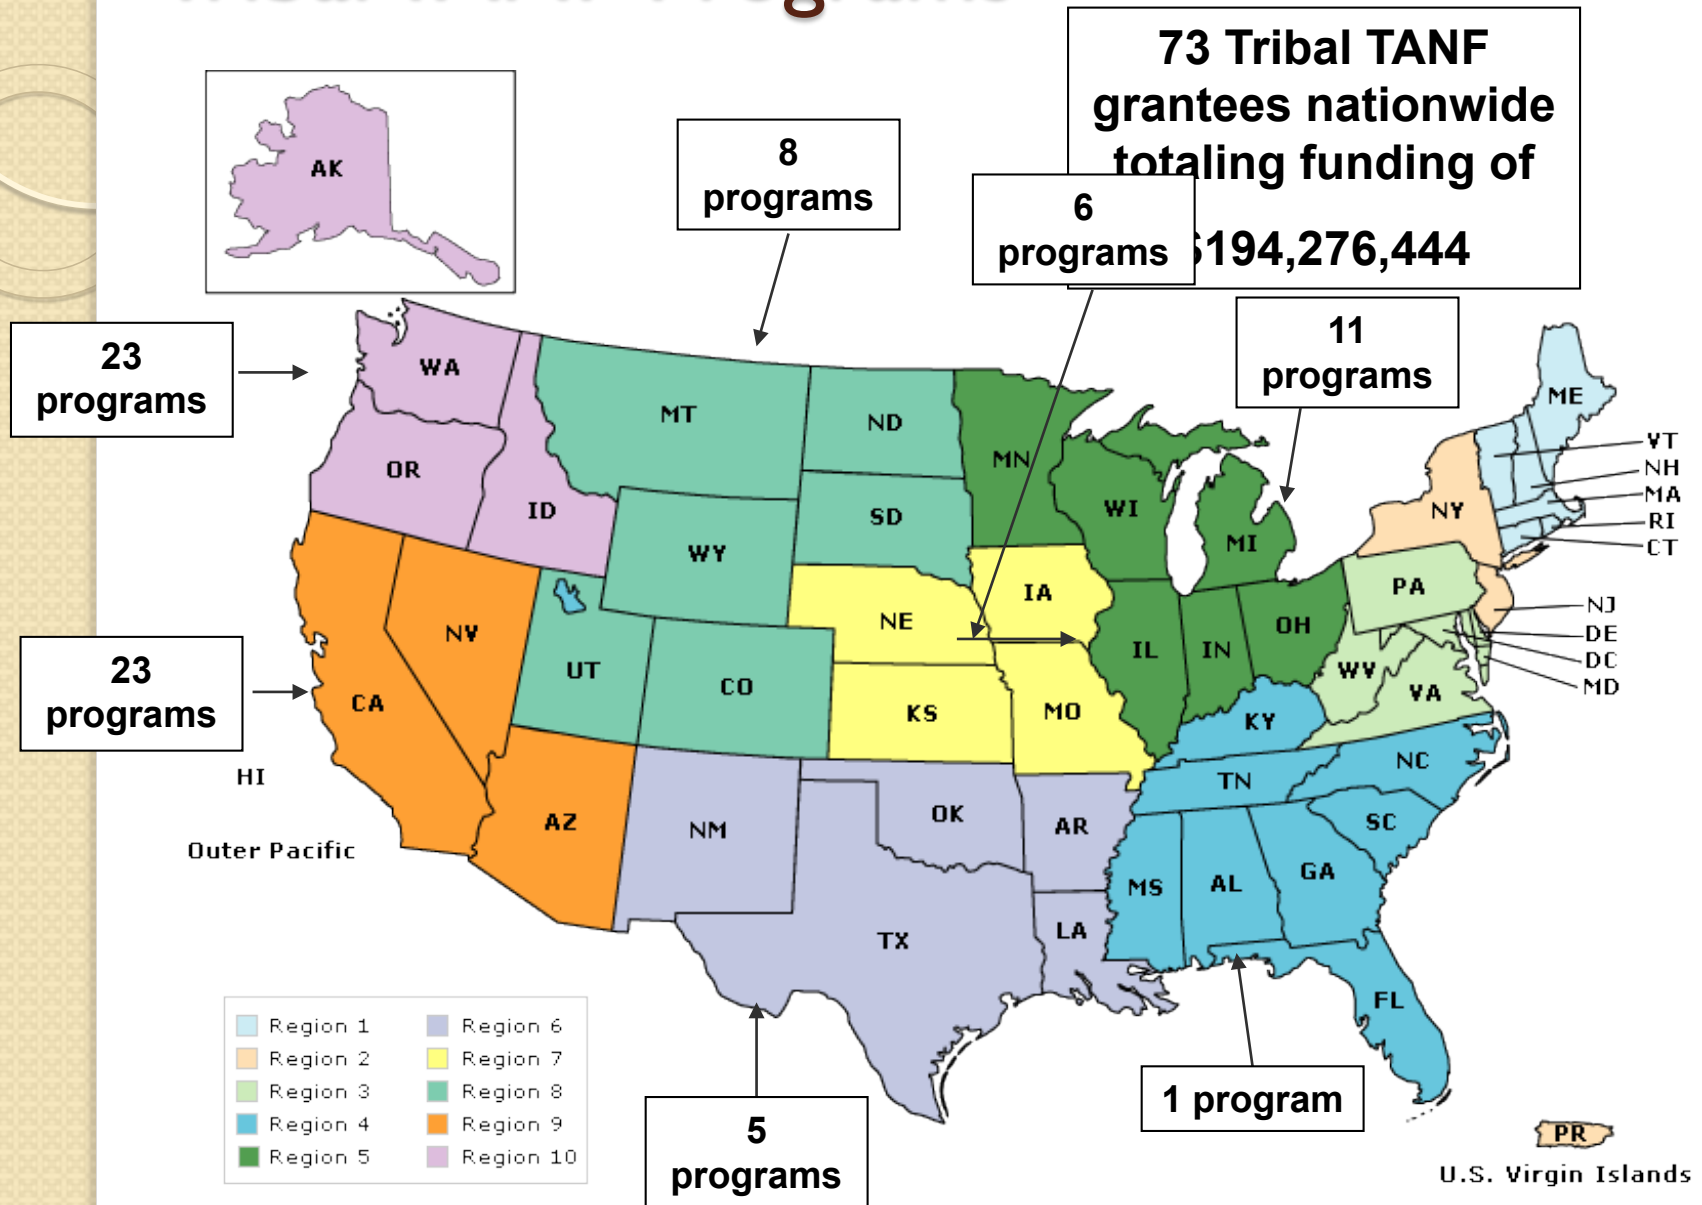 Programs
73 Tribal TANF
grantees nationwide
totaling funding of
$194,276,444
8
programs
6
programs
11
programs
23
programs
23
programs
5
programs
1 program
AK
WA
OR
ID
MT
ND
SD
WY
MN
WI
MI
ME
VT
NH
MA
RI
CT
NY
PA
NJ
DE
DC
MD
IA
NE
IL
IN
OH
WV
VA
NV
UT
CO
KS
MO
KY
CA
NC
TN
SC
HI
AZ
NM
OK
AR
Outer Pacific
MS
AL
GA
TX
LA
FL
Region 1
Region 2
Region 3
Region 4
Region 5
Region 6
Region 7
Region 8
Region 9
Region 10
PR
U.S. Virgin Islands